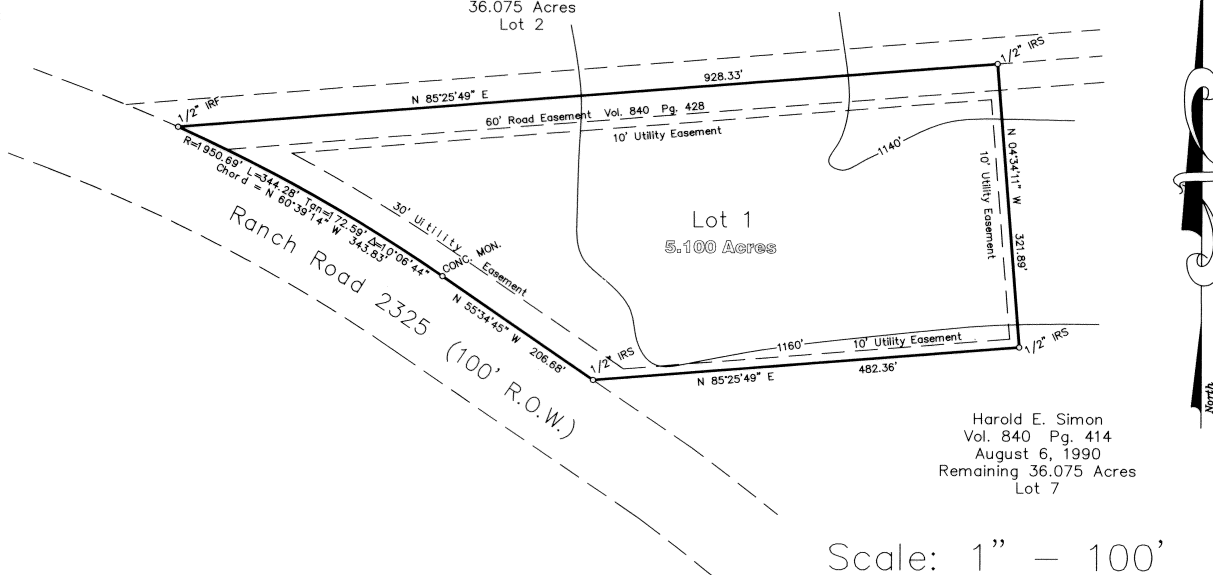 36.075 Acres
Lot 2
1/2" IRS
928.33'
N 85°25'49" E
1/2" IRF
60' Road Easement Vol. 840 Pg. 428
10' Utility Easement
1140'
N 04°34'11" W 321.89'
10' Utility Easement
R=1950.69' L=344.28' Tan=172.59' Δ=10°06'44"
Chord = N 60°39'14" W 343.83'
30' Uitility Easement
Lot 1
5.100 Acres
Ranch Road 2325 (100' R.O.W.)
CONC. MON.
N 55°34'45" W 206.68'
1/2" IRS
1160'
10' Utility Easement
1/2" IRS
N 85°25'49" E
482.36'
North
Harold E. Simon
Vol. 840 Pg. 414
August 6, 1990
Remaining 36.075 Acres
Lot 7
Scale: 1" – 100'